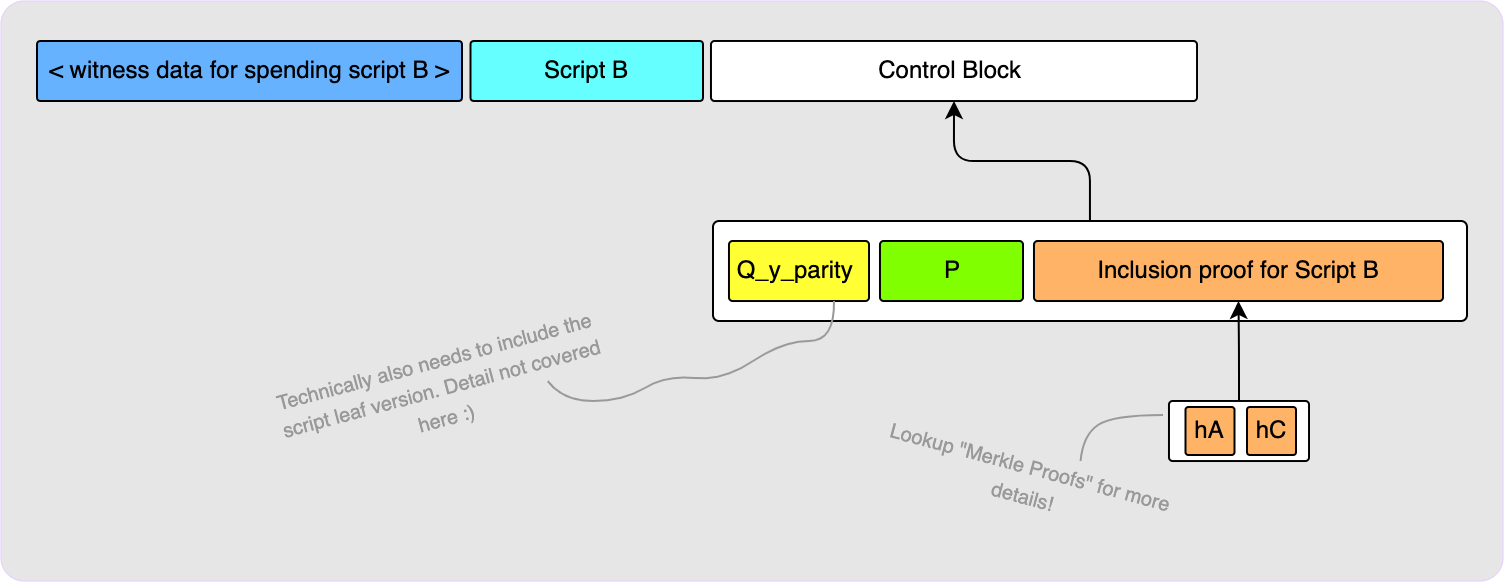 < witness data for spending script B >
Script B
Control Block
Q_y_parity
P
Inclusion proof for Script B
Technically also needs to include the
script leaf version. Detail not covered
here :)
hA
hC
Lookup "Merkle Proofs" for more
details!